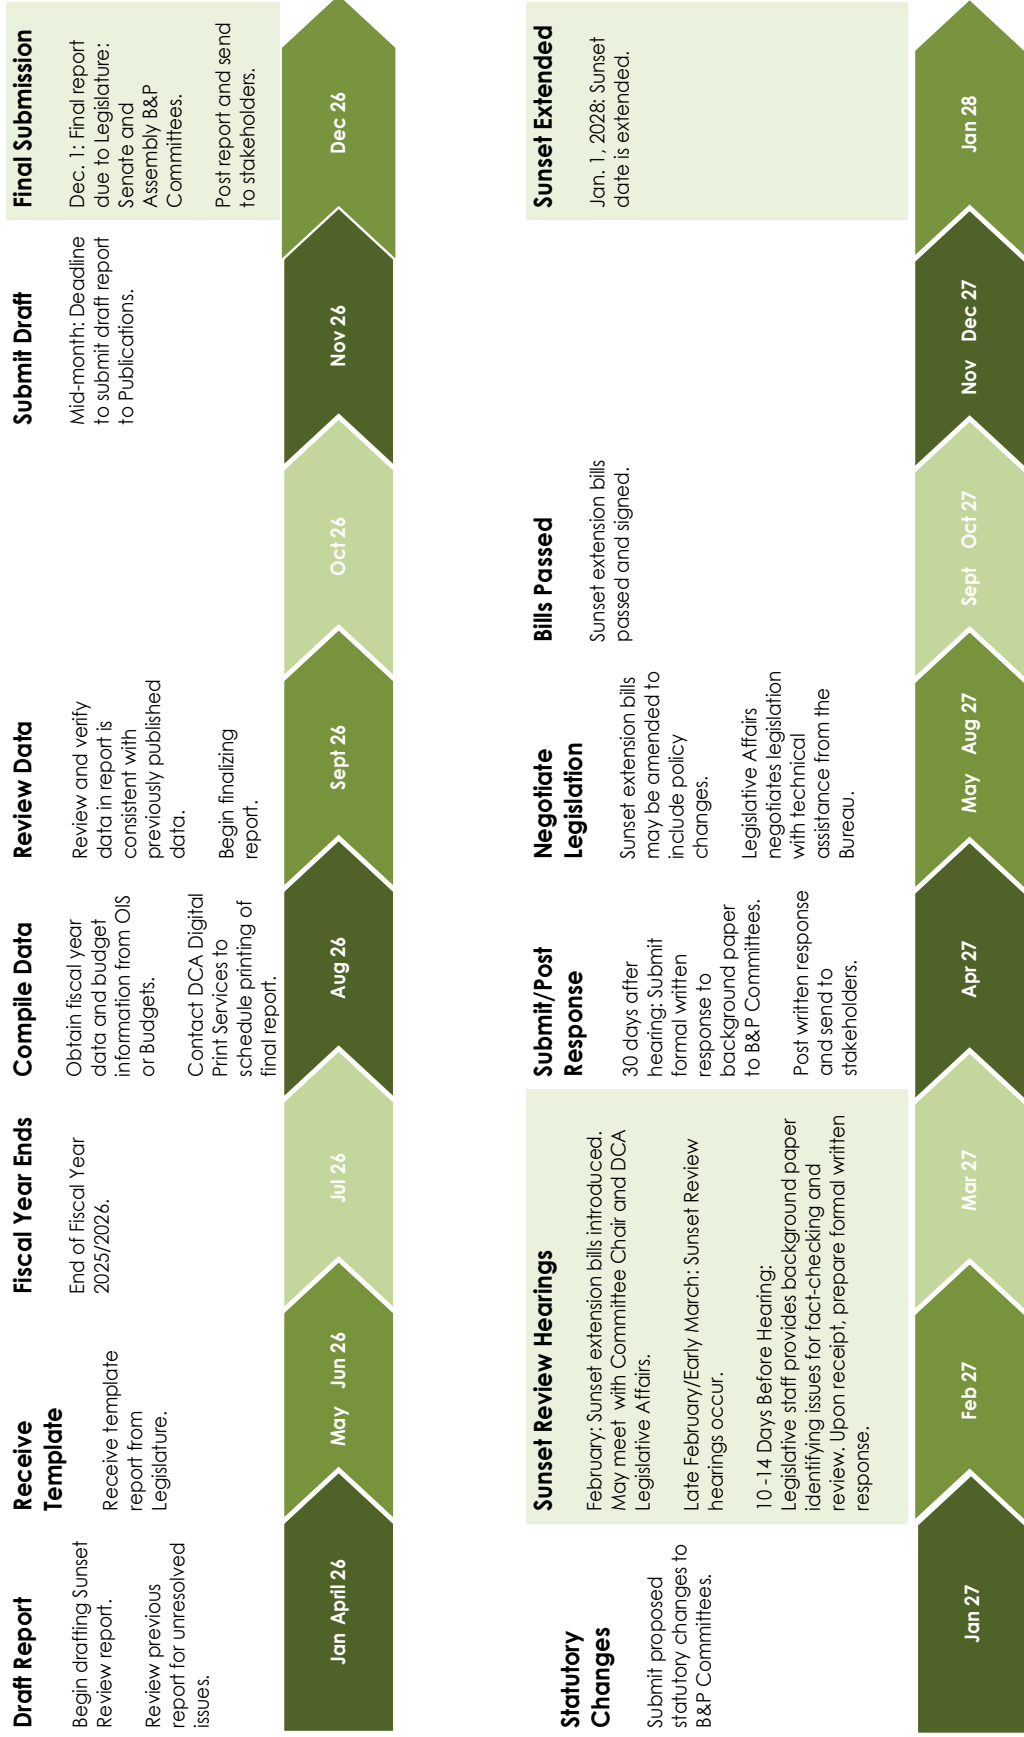 Draft Report
Begin drafting Sunset
Review report.
Review previous
report for unresolved
issues.
Receive
Template
Receive template
report from
Legislature.
Fiscal Year Ends
End of Fiscal Year
2025/2026.
Compile Data
Obtain fiscal year
data and budget
information from OIS
or Budgets.
Contact DCA Digital
Print Services to
schedule printing of
final report.
Review Data
Review and verify
data in report is
consistent with
previously published
data.
Begin finalizing
report.
Submit Draft
Mid-month: Deadline
to submit draft report
to Publications.
Final Submission
Dec. 1: Final report
due to Legislature:
Senate and
Assembly B&P
Committees.
Post report and send
to stakeholders.
Jan April 26
May Jun 26
Jul 26
Aug 26
Sept 26
Oct 26
Nov 26
Dec 26
Statutory
Changes
Submit proposed
statutory changes to
B&P Committees.
Sunset Review Hearings
February: Sunset extension bills introduced.
May meet with Committee Chair and DCA
Legislative Affairs.
Late February/Early March: Sunset Review
hearings occur.
10 -14 Days Before Hearing:
Legislative staff provides background paper
identifying issues for fact-checking and
review. Upon receipt, prepare formal written
response.
Submit/Post
Response
30 days after
hearing: Submit
formal written
response to
background paper
to B&P Committees.
Post written response
and send to
stakeholders.
Negotiate
Legislation
Sunset extension bills
may be amended to
include policy
changes.
Legislative Affairs
negotiates legislation
with technical
assistance from the
Bureau.
Bills Passed
Sunset extension bills
passed and signed.
Sunset Extended
Jan. 1, 2028: Sunset
date is extended.
Jan 27
Feb 27
Mar 27
Apr 27
May Aug 27
Sept Oct 27
Nov Dec 27
Jan 28